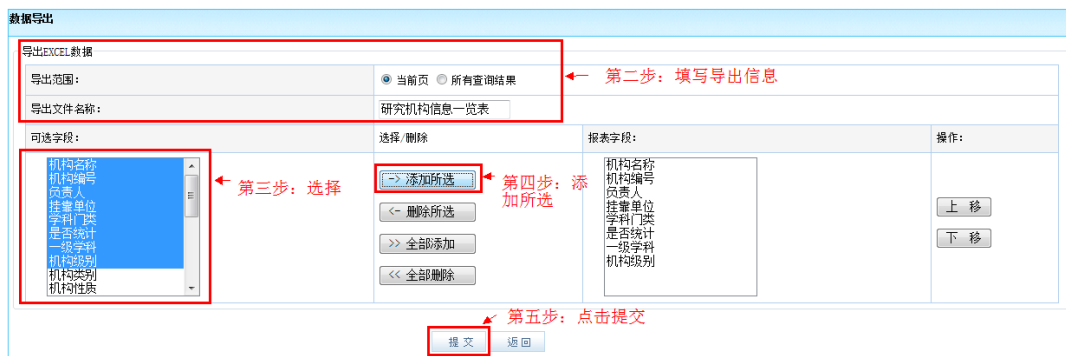 数据导出
导出EXCEL数据
导出范围：
当前页 所有查询结果
第二步：填写导出信息
导出文件名称：
研究机构信息一览表
可选字段：
选择/删除
报表字段：
操作：
机构名称
机构编号
负责人
挂靠单位
学科门类
是否统计
一级学科
机构级别
机构类别
机构性质
第三步：选择
-> 添加所选
<- 删除所选
>> 全部添加
<< 全部删除
第四步：添
加所选
机构名称
机构编号
负责人
挂靠单位
学科门类
是否统计
一级学科
机构级别
上 移
下 移
第五步：点击提交
提 交
返 回